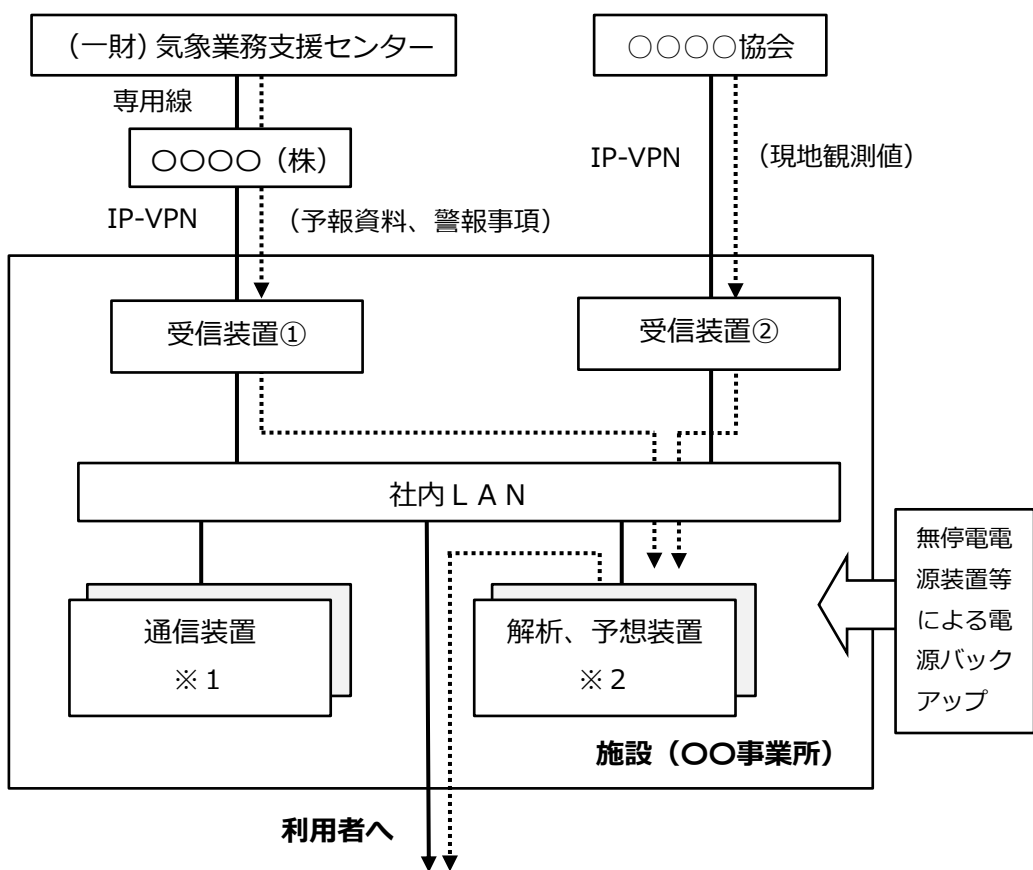 （一財）気象業務支援センター
○○○○協会
専用線
○○○○（株）
IP-VPN
（現地観測値）
IP-VPN
（予報資料、警報事項）
受信装置①
受信装置②
社内ＬＡＮ
通信装置
※１
解析、予想装置
※２
無停電電
源装置等
による電
源バック
アップ
施設（○○事業所）
利用者へ